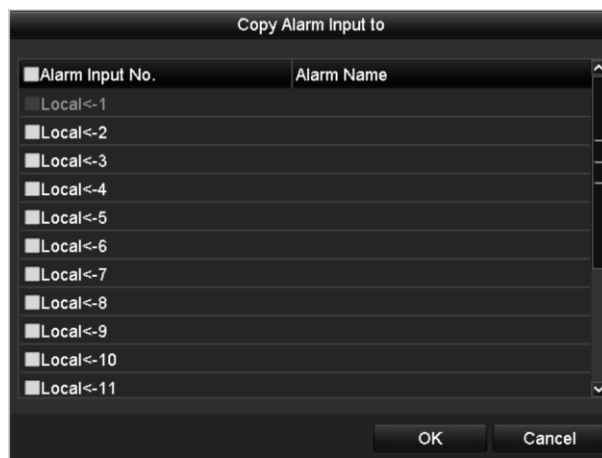 Copy Alarm Input to
Alarm Input No. Alarm Name
Local<-1
Local<-2
Local<-3
Local<-4
Local<-5
Local<-6
Local<-7
Local<-8
Local<-9
Local<-10
Local<-11
OK Cancel